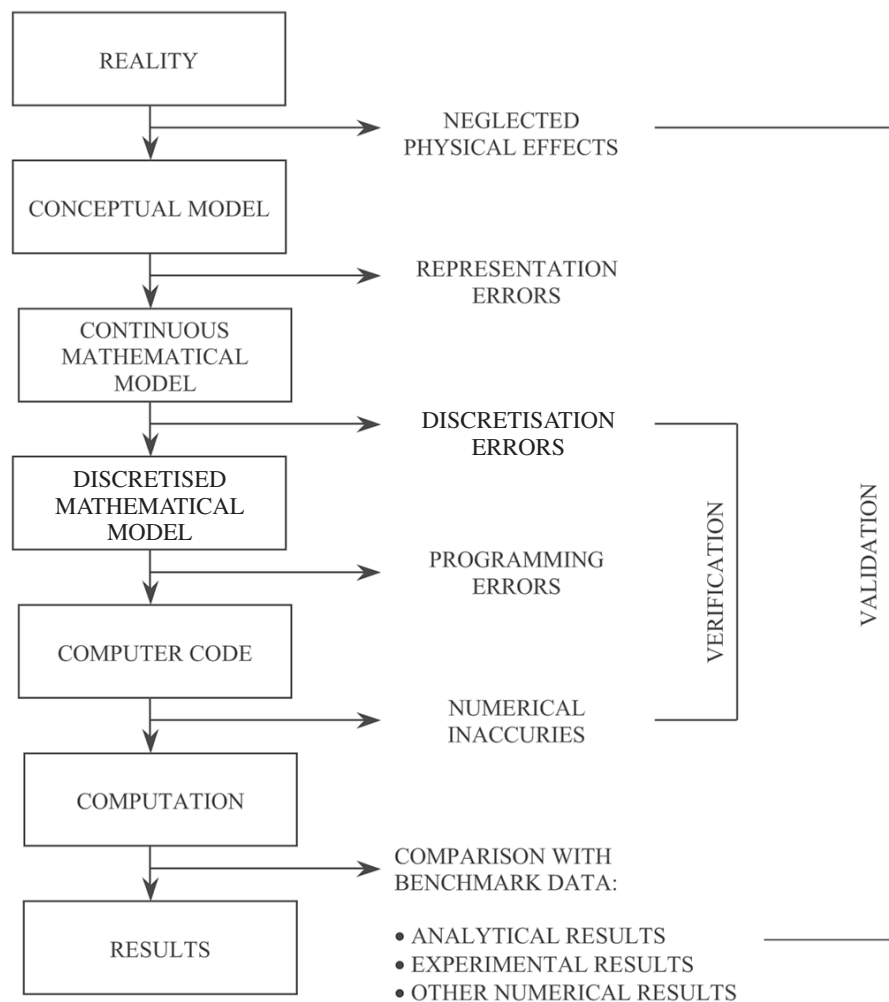 REALITY
NEGLECTED
PHYSICAL EFFECTS
CONCEPTUAL MODEL
REPRESENTATION
ERRORS
CONTINUOUS
MATHEMATICAL
MODEL
DISCRETISATION
ERRORS
DISCRETISED
MATHEMATICAL
MODEL
PROGRAMMING
ERRORS
VERIFICATION
VALIDATION
COMPUTER CODE
NUMERICAL
INACCURIES
COMPUTATION
COMPARISON WITH
BENCHMARK DATA:
RESULTS
• ANALYTICAL RESULTS
• EXPERIMENTAL RESULTS
• OTHER NUMERICAL RESULTS